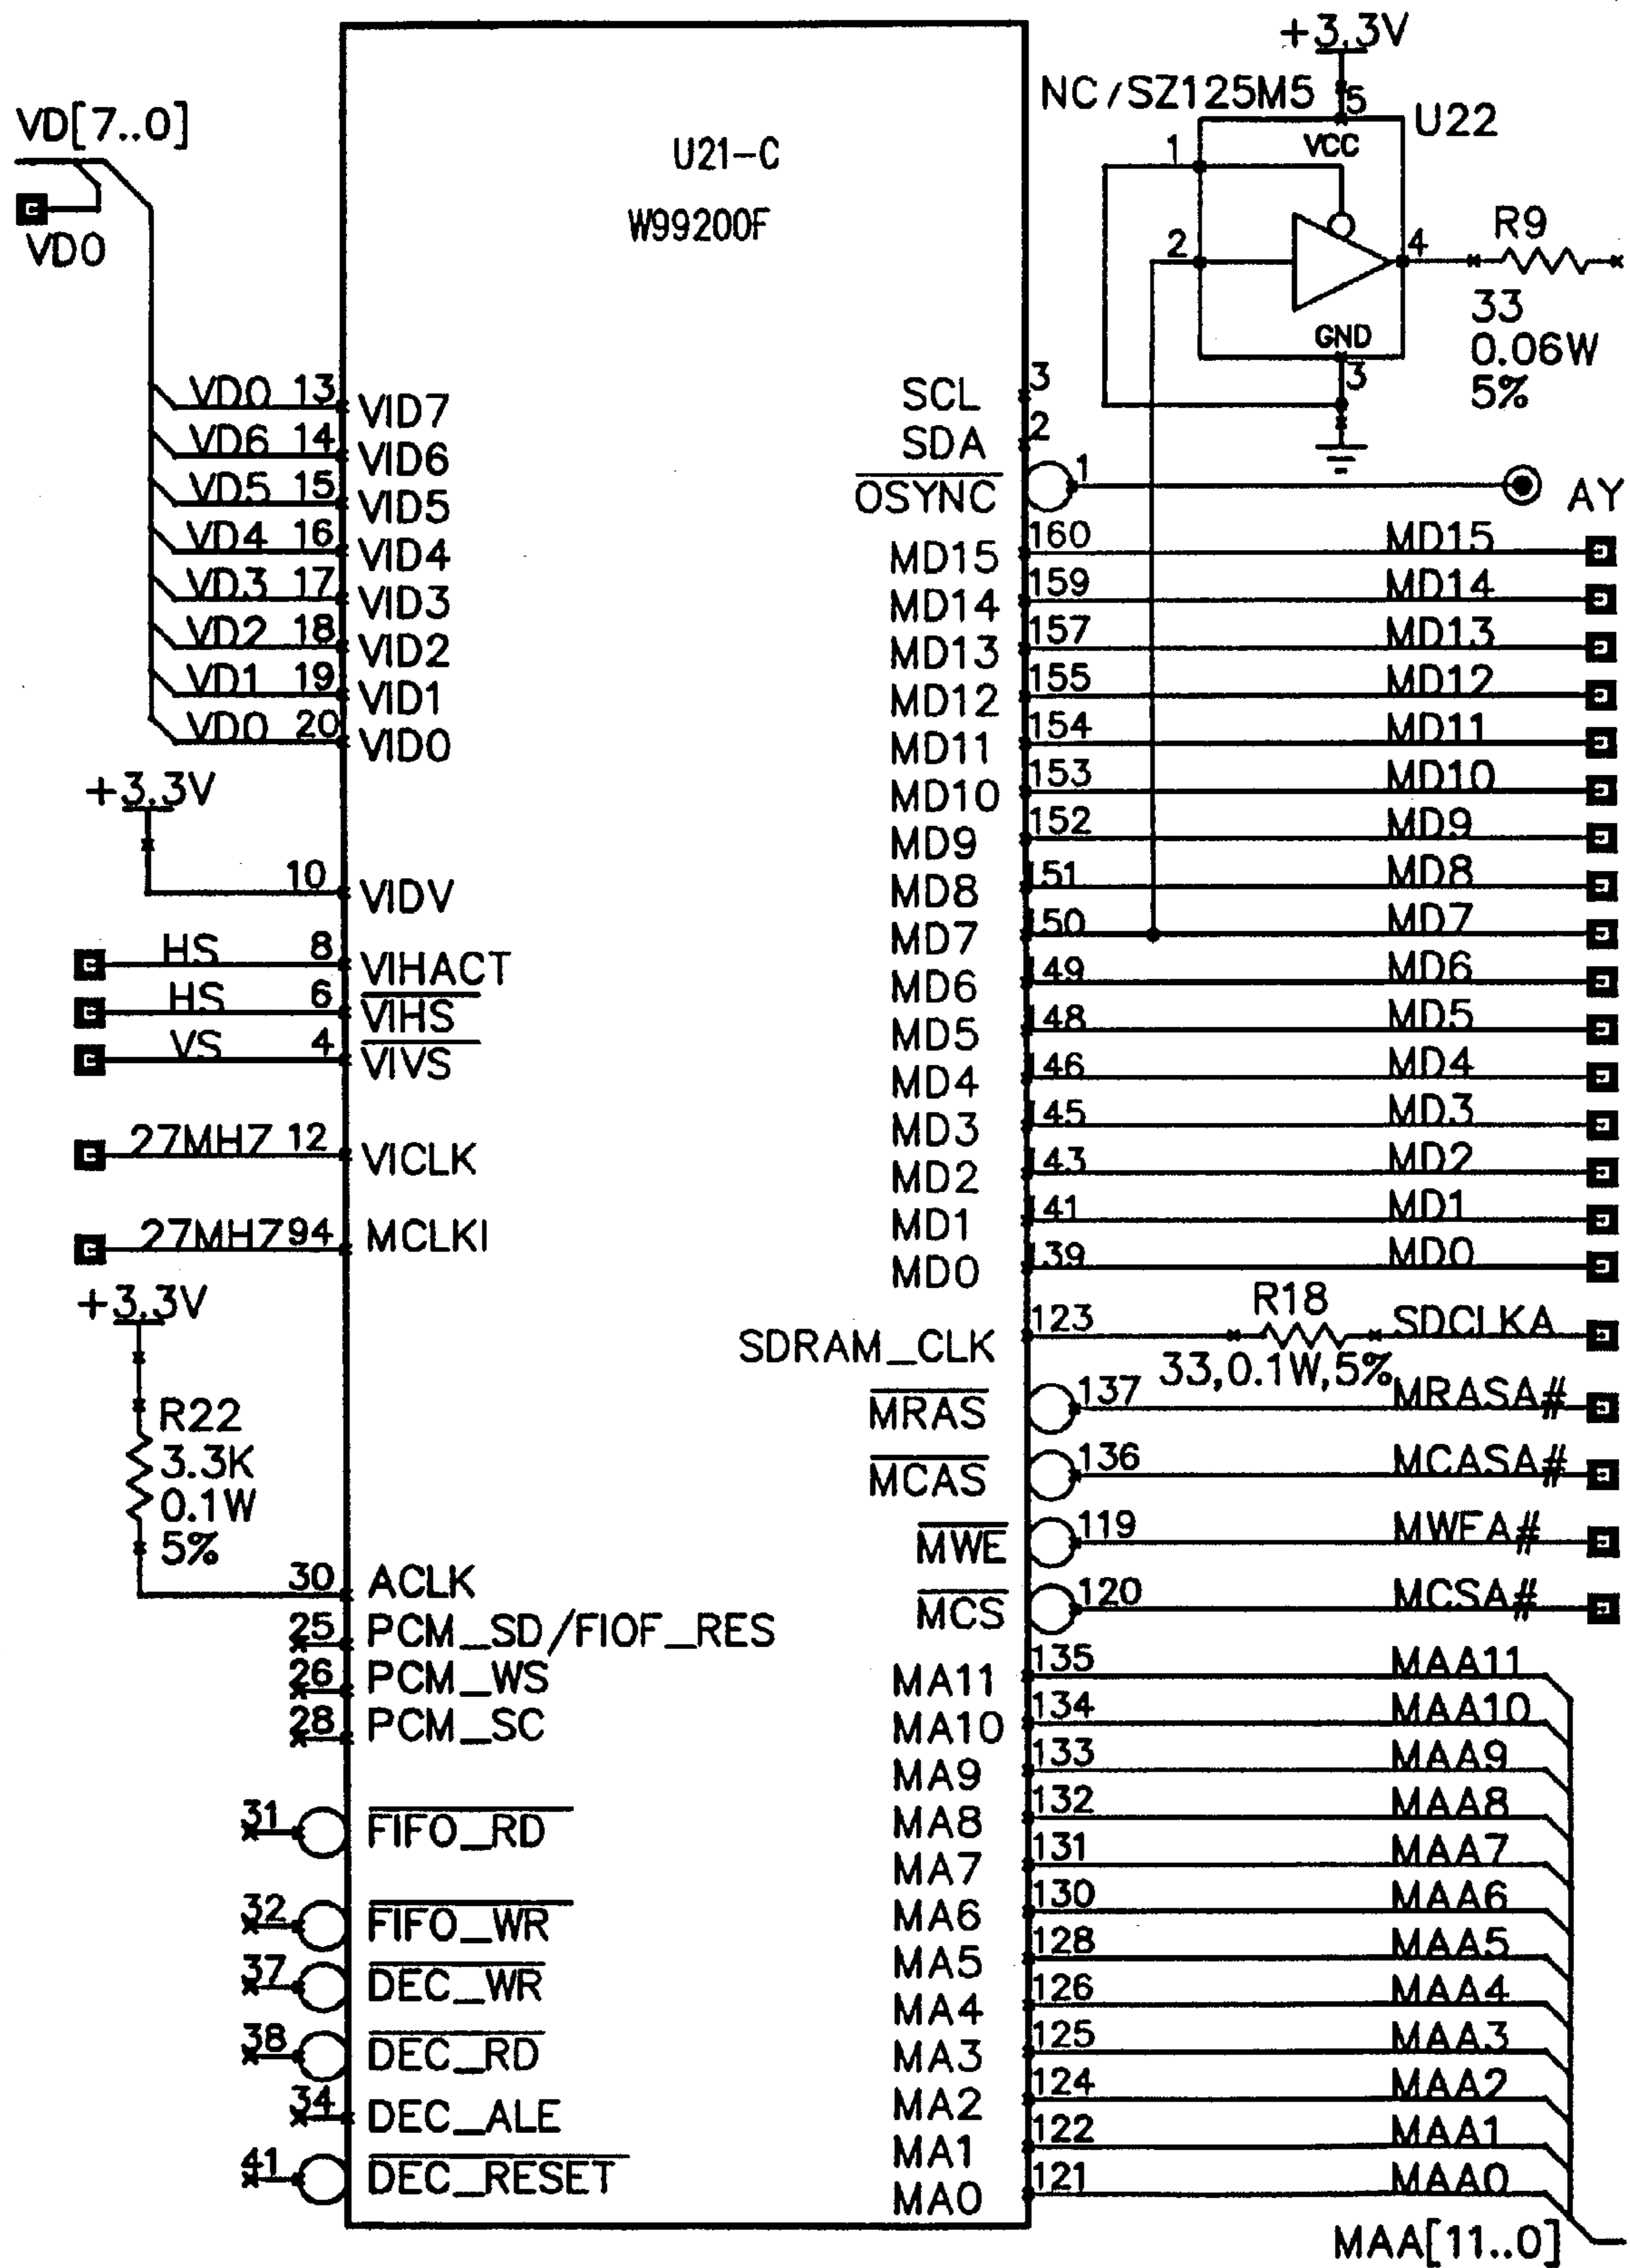 +3.3V
NC/SZ125M5
5
U22
VCC
1
2
4
R9
33
0.06W
5%
GND
3
VD[7..0]
VD0
U21-C
W99200F
VD0 13 VID7
VD6 14 VID6
VD5 15 VID5
VD4 16 VID4
VD3 17 VID3
VD2 18 VID2
VD1 19 VID1
VD0 20 VID0
+3.3V
10 VIDV
HS 8 VIHACT
HS 6 VIHS
VS 4 VIVS
27MH7 12 VICLK
27MH7 94 MCLKI
+3.3V
R22
3.3K
0.1W
5%
30 ACLK
25 PCM_SD/FIOF_RES
26 PCM_WS
28 PCM_SC
31 FIFO_RD
32 FIFO_WR
37 DEC_WR
38 DEC_RD
34 DEC_ALE
41 DEC_RESET
SCL 3
SDA 2
OSYNC 1 AY
MD15 160 MD15
MD14 159 MD14
MD13 157 MD13
MD12 155 MD12
MD11 154 MD11
MD10 153 MD10
MD9 152 MD9
MD8 151 MD8
MD7 150 MD7
MD6 149 MD6
MD5 148 MD5
MD4 146 MD4
MD3 145 MD3
MD2 143 MD2
MD1 141 MD1
MD0 139 MD0
R18
SDRAM_CLK 123 SDCLKA
33,0.1W,5%
MRAS 137 MRASA#
MCAS 136 MCASA#
MWE 119 MWFA#
MCS 120 MCSA#
MA11 135 MAA11
MA10 134 MAA10
MA9 133 MAA9
MA8 132 MAA8
MA7 131 MAA7
MA6 130 MAA6
MA5 128 MAA5
MA4 126 MAA4
MA3 125 MAA3
MA2 124 MAA2
MA1 122 MAA1
MA0 121 MAA0
MAA[11..0]